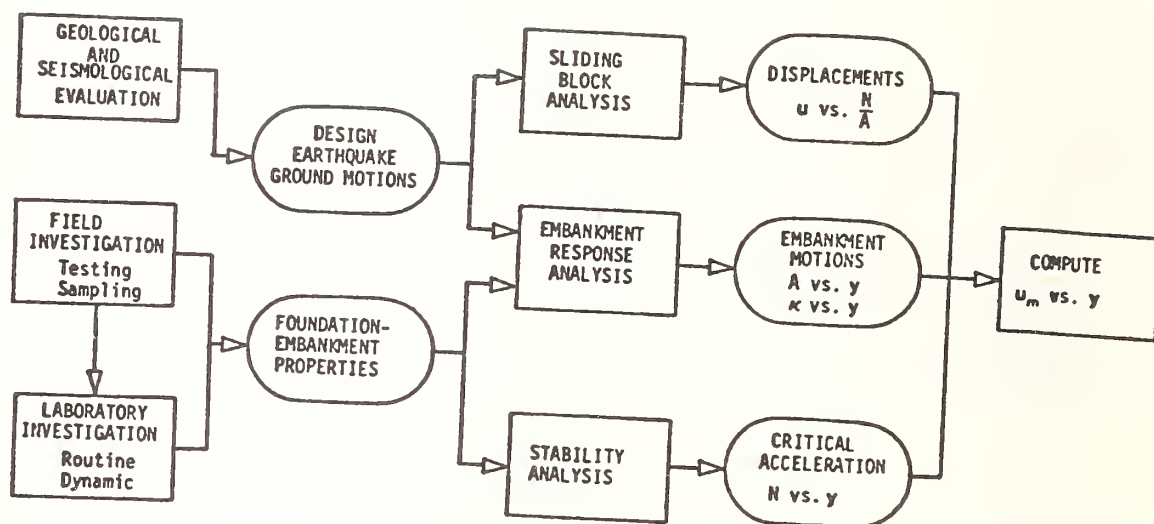 GEOLOGICAL
AND
SEISMOLOGICAL
EVALUATION
DESIGN
EARTHQUAKE
GROUND MOTIONS
SLIDING
BLOCK
ANALYSIS
DISPLACEMENTS
u vs. N/A
FIELD
INVESTIGATION
Testing
Sampling
FOUNDATION-
EMBANKMENT
PROPERTIES
EMBANKMENT
RESPONSE
ANALYSIS
EMBANKMENT
MOTIONS
A vs. y
κ vs. y
COMPUTE
um vs. y
LABORATORY
INVESTIGATION
Routine
Dynamic
STABILITY
ANALYSIS
CRITICAL
ACCELERATION
N vs. y